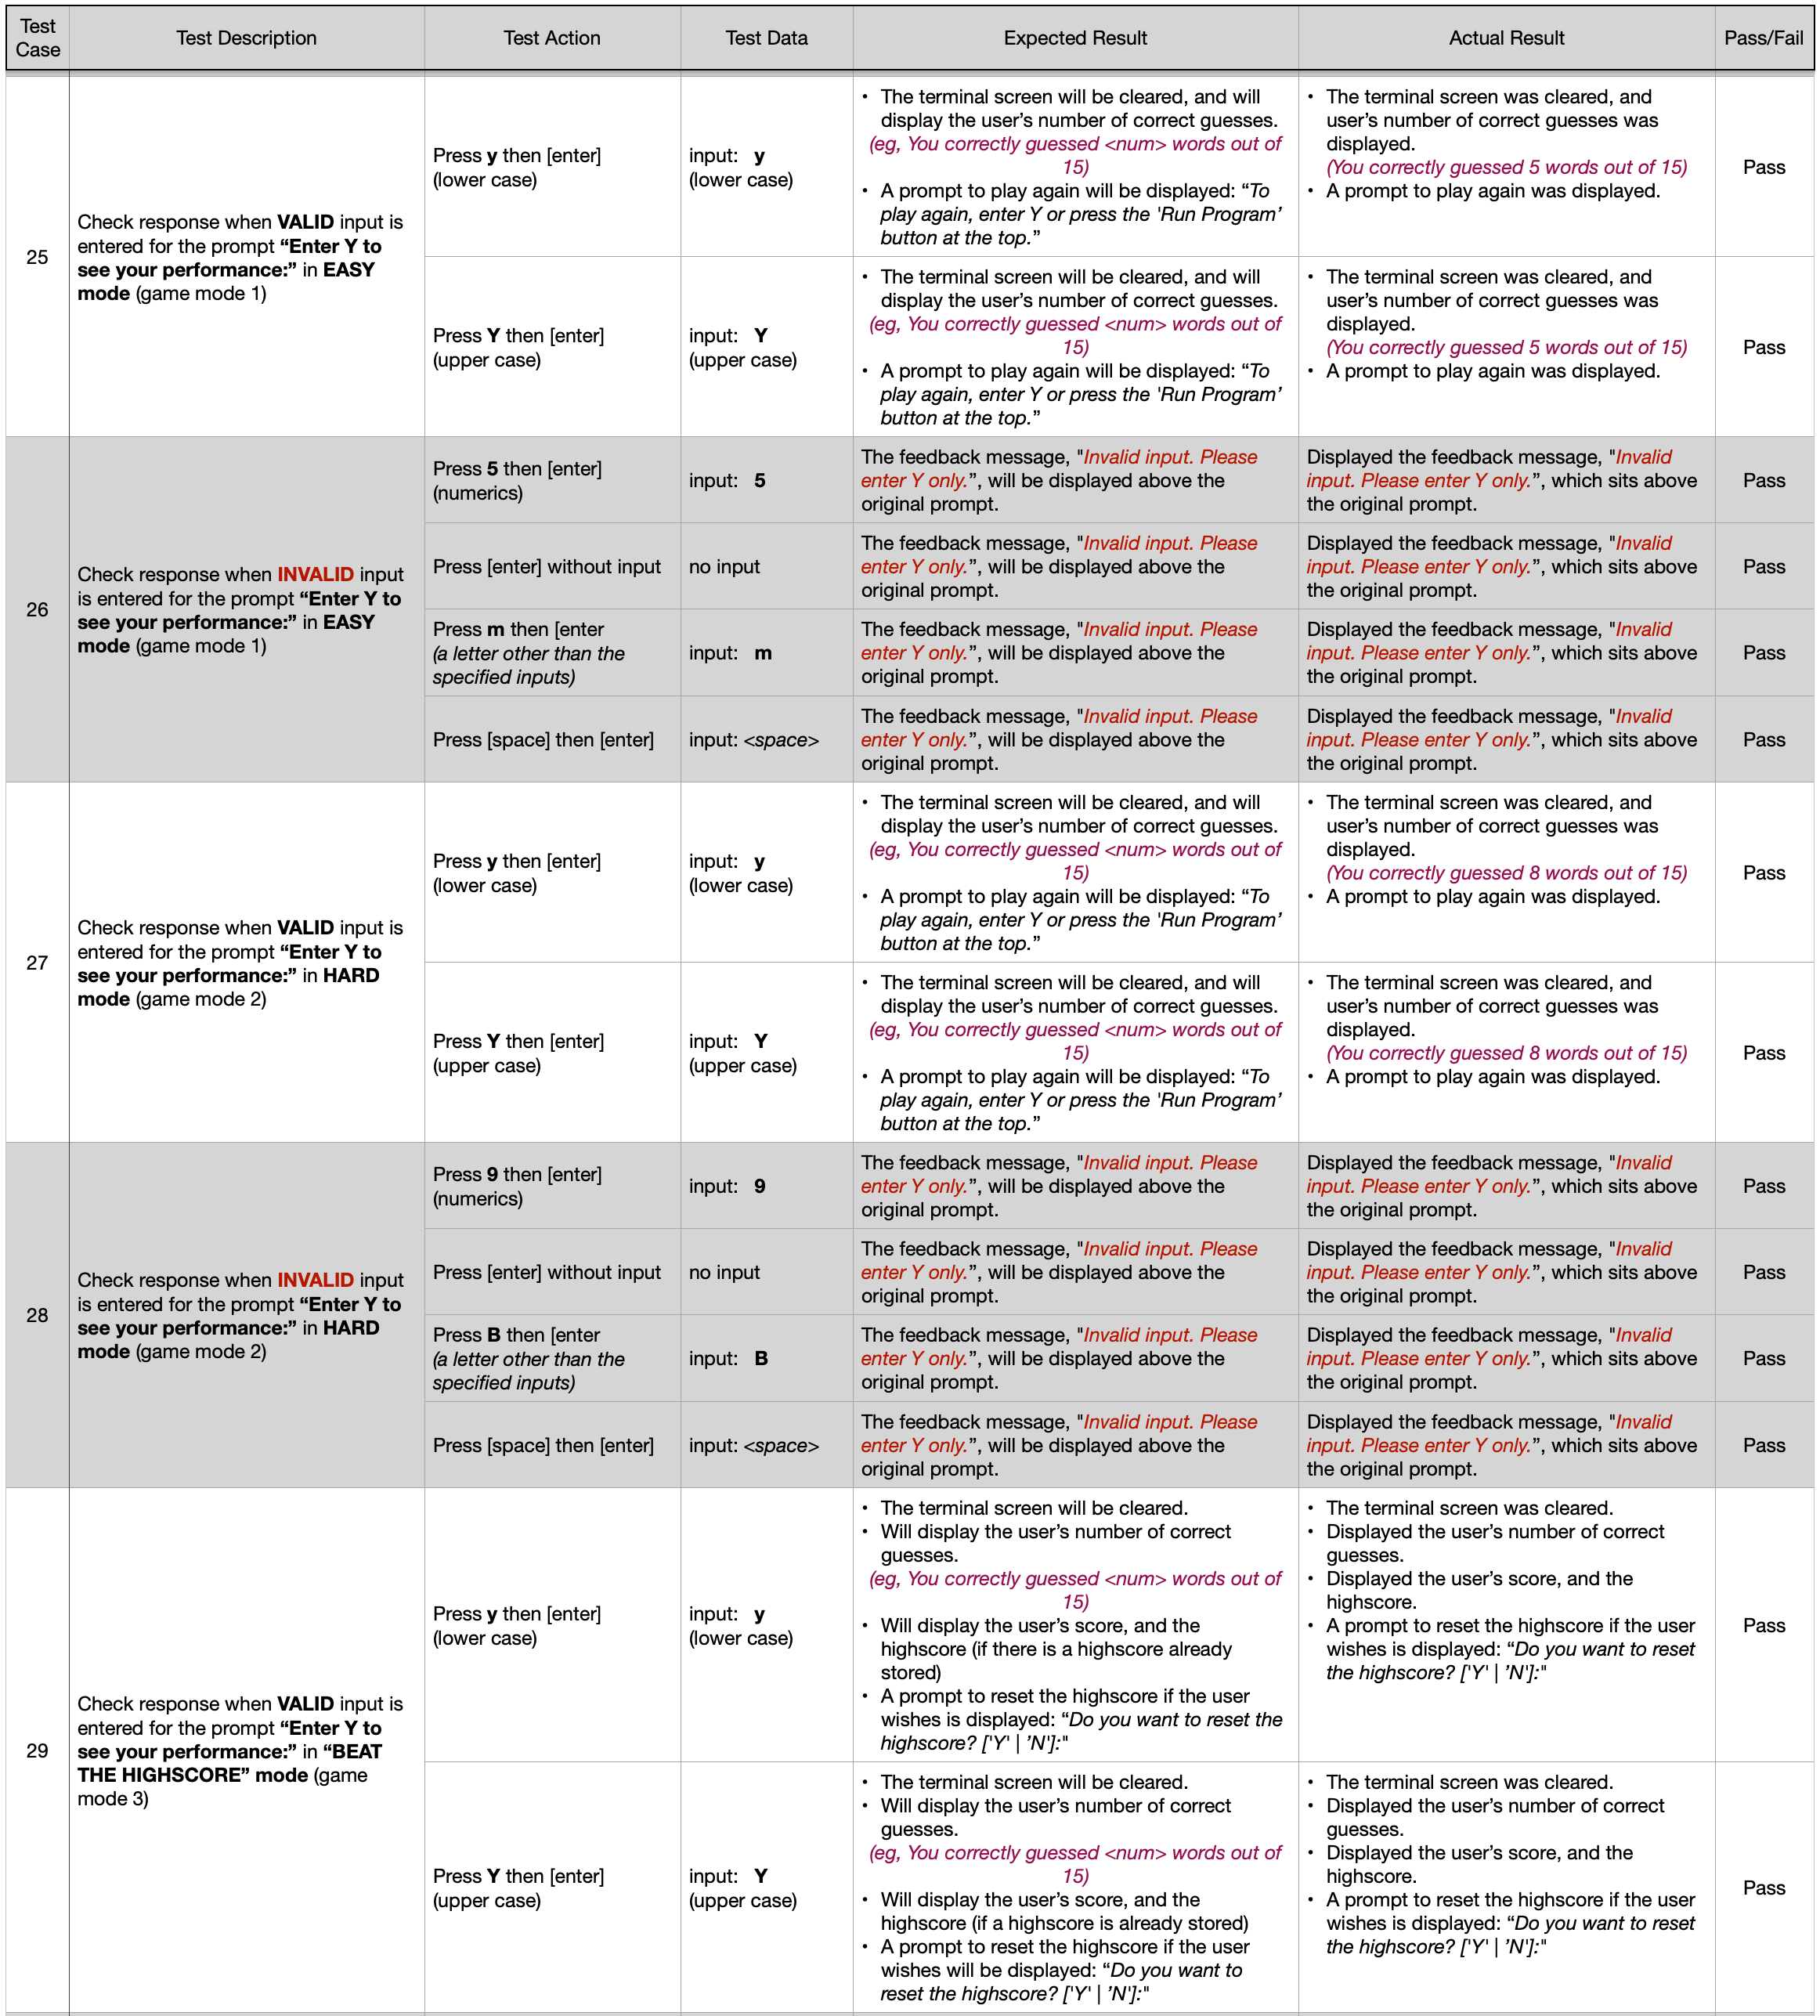 Test Case
Test Description
Test Action
Test Data
Expected Result
Actual Result
Pass/Fail
25
Check response when VALID input is
entered for the prompt “Enter Y to
see your performance:” in EASY
mode (game mode 1)
Press y then [enter]
(lower case)
input: y
(lower case)
• The terminal screen will be cleared, and will
display the user’s number of correct guesses.
(eg, You correctly guessed <num> words out of
15)
• A prompt to play again will be displayed: “To
play again, enter Y or press the 'Run Program’
button at the top.”
• The terminal screen was cleared, and
user’s number of correct guesses was
displayed.
(You correctly guessed 5 words out of 15)
• A prompt to play again was displayed.
Pass
Press Y then [enter]
(upper case)
input: Y
(upper case)
• The terminal screen will be cleared, and will
display the user’s number of correct guesses.
(eg, You correctly guessed <num> words out of
15)
• A prompt to play again will be displayed: “To
play again, enter Y or press the 'Run Program’
button at the top.”
• The terminal screen was cleared, and
user’s number of correct guesses was
displayed.
(You correctly guessed 5 words out of 15)
• A prompt to play again was displayed.
Pass
26
Check response when INVALID input
is entered for the prompt “Enter Y to
see your performance:” in EASY
mode (game mode 1)
Press 5 then [enter]
(numerics)
input: 5
The feedback message, "Invalid input. Please
enter Y only.”, will be displayed above the
original prompt.
Displayed the feedback message, "Invalid
input. Please enter Y only.”, which sits above
the original prompt.
Pass
Press [enter] without input
no input
The feedback message, "Invalid input. Please
enter Y only.”, will be displayed above the
original prompt.
Displayed the feedback message, "Invalid
input. Please enter Y only.”, which sits above
the original prompt.
Pass
Press m then [enter
(a letter other than the
specified inputs)
input: m
The feedback message, "Invalid input. Please
enter Y only.”, will be displayed above the
original prompt.
Displayed the feedback message, "Invalid
input. Please enter Y only.”, which sits above
the original prompt.
Pass
Press [space] then [enter]
input: <space>
The feedback message, "Invalid input. Please
enter Y only.”, will be displayed above the
original prompt.
Displayed the feedback message, "Invalid
input. Please enter Y only.”, which sits above
the original prompt.
Pass
27
Check response when VALID input is
entered for the prompt “Enter Y to
see your performance:” in HARD
mode (game mode 2)
Press y then [enter]
(lower case)
input: y
(lower case)
• The terminal screen will be cleared, and will
display the user’s number of correct guesses.
(eg, You correctly guessed <num> words out of
15)
• A prompt to play again will be displayed: “To
play again, enter Y or press the 'Run Program’
button at the top.”
• The terminal screen was cleared, and
user’s number of correct guesses was
displayed.
(You correctly guessed 8 words out of 15)
• A prompt to play again was displayed.
Pass
Press Y then [enter]
(upper case)
input: Y
(upper case)
• The terminal screen will be cleared, and will
display the user’s number of correct guesses.
(eg, You correctly guessed <num> words out of
15)
• A prompt to play again will be displayed: “To
play again, enter Y or press the 'Run Program’
button at the top.”
• The terminal screen was cleared, and
user’s number of correct guesses was
displayed.
(You correctly guessed 8 words out of 15)
• A prompt to play again was displayed.
Pass
28
Check response when INVALID input
is entered for the prompt “Enter Y to
see your performance:” in HARD
mode (game mode 2)
Press 9 then [enter]
(numerics)
input: 9
The feedback message, "Invalid input. Please
enter Y only.”, will be displayed above the
original prompt.
Displayed the feedback message, "Invalid
input. Please enter Y only.”, which sits above
the original prompt.
Pass
Press [enter] without input
no input
The feedback message, "Invalid input. Please
enter Y only.”, will be displayed above the
original prompt.
Displayed the feedback message, "Invalid
input. Please enter Y only.”, which sits above
the original prompt.
Pass
Press B then [enter
(a letter other than the
specified inputs)
input: B
The feedback message, "Invalid input. Please
enter Y only.”, will be displayed above the
original prompt.
Displayed the feedback message, "Invalid
input. Please enter Y only.”, which sits above
the original prompt.
Pass
Press [space] then [enter]
input: <space>
The feedback message, "Invalid input. Please
enter Y only.”, will be displayed above the
original prompt.
Displayed the feedback message, "Invalid
input. Please enter Y only.”, which sits above
the original prompt.
Pass
29
Check response when VALID input is
entered for the prompt “Enter Y to
see your performance:” in “BEAT
THE HIGHSCORE” mode (game
mode 3)
Press y then [enter]
(lower case)
input: y
(lower case)
• The terminal screen will be cleared.
• Will display the user’s number of correct
guesses.
(eg, You correctly guessed <num> words out of
15)
• Will display the user’s score, and the
highscore (if there is a highscore already
stored)
• A prompt to reset the highscore if the user
wishes is displayed: “Do you want to reset the
highscore? ['Y' | ’N']:"
• The terminal screen was cleared.
• Displayed the user’s number of correct
guesses.
• Displayed the user’s score, and the
highscore.
• A prompt to reset the highscore if the user
wishes is displayed: “Do you want to reset
the highscore? ['Y' | ’N']:"
Pass
Press Y then [enter]
(upper case)
input: Y
(upper case)
• The terminal screen will be cleared.
• Will display the user’s number of correct
guesses.
(eg, You correctly guessed <num> words out of
15)
• Will display the user’s score, and the
highscore (if a highscore is already stored)
• A prompt to reset the highscore if the user
wishes will be displayed: “Do you want to
reset the highscore? ['Y' | ’N']:"
• The terminal screen was cleared.
• Displayed the user’s number of correct
guesses.
• Displayed the user’s score, and the
highscore.
• A prompt to reset the highscore if the user
wishes is displayed: “Do you want to reset
the highscore? ['Y' | ’N']:"
Pass